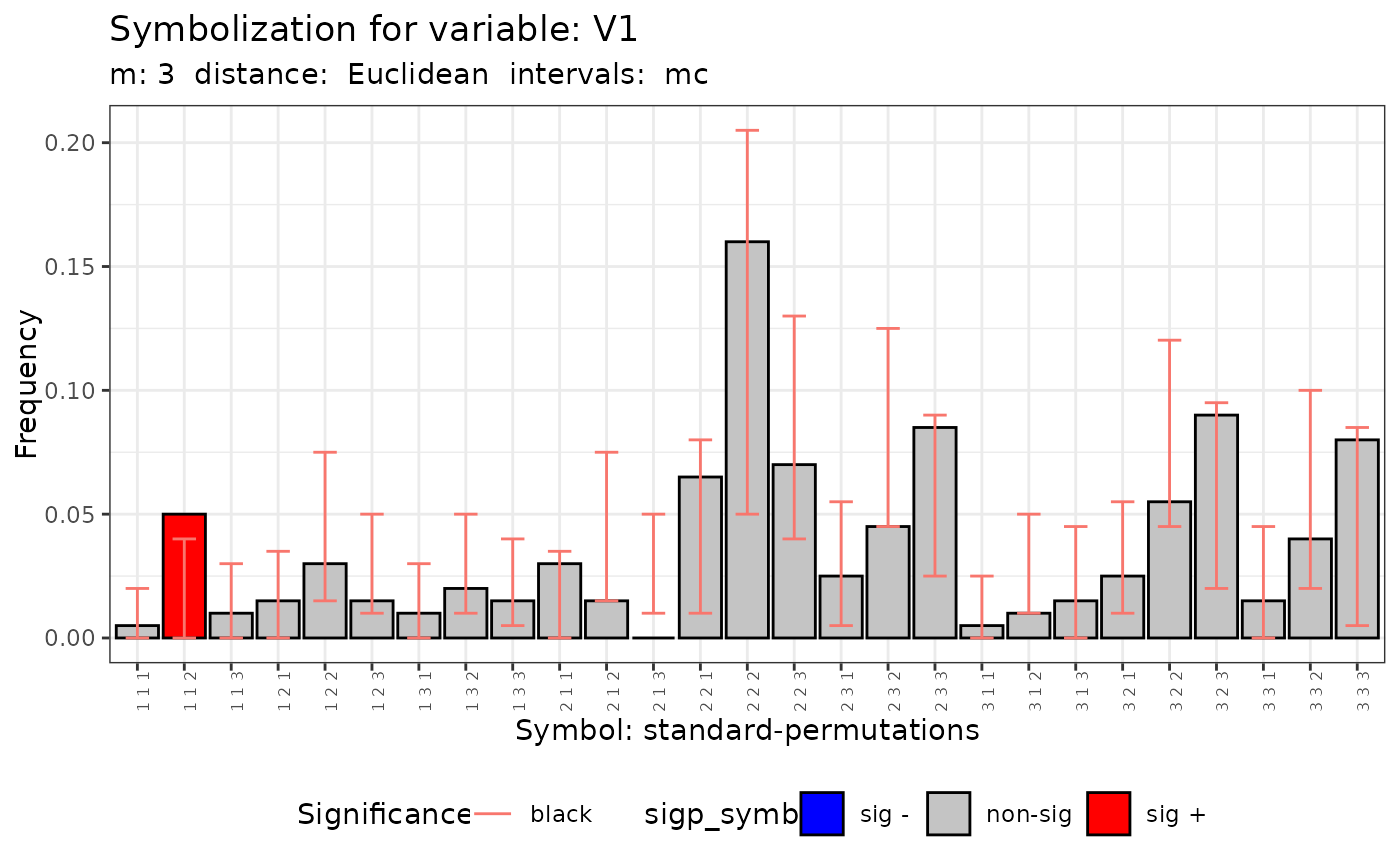 Symbolization for variable: V1
m: 3  distance:  Euclidean  intervals:  mc
Frequency
0.20
0.15
0.10
0.05
0.00
1 1 1
1 1 2
1 1 3
1 2 1
1 2 2
1 2 3
1 3 1
1 3 2
1 3 3
2 1 1
2 1 2
2 1 3
2 2 1
2 2 2
2 2 3
2 3 1
2 3 2
2 3 3
3 1 1
3 1 2
3 1 3
3 2 1
3 2 2
3 2 3
3 3 1
3 3 2
3 3 3
Symbol: standard-permutations
Significance black sigp_symb sig - non-sig sig +